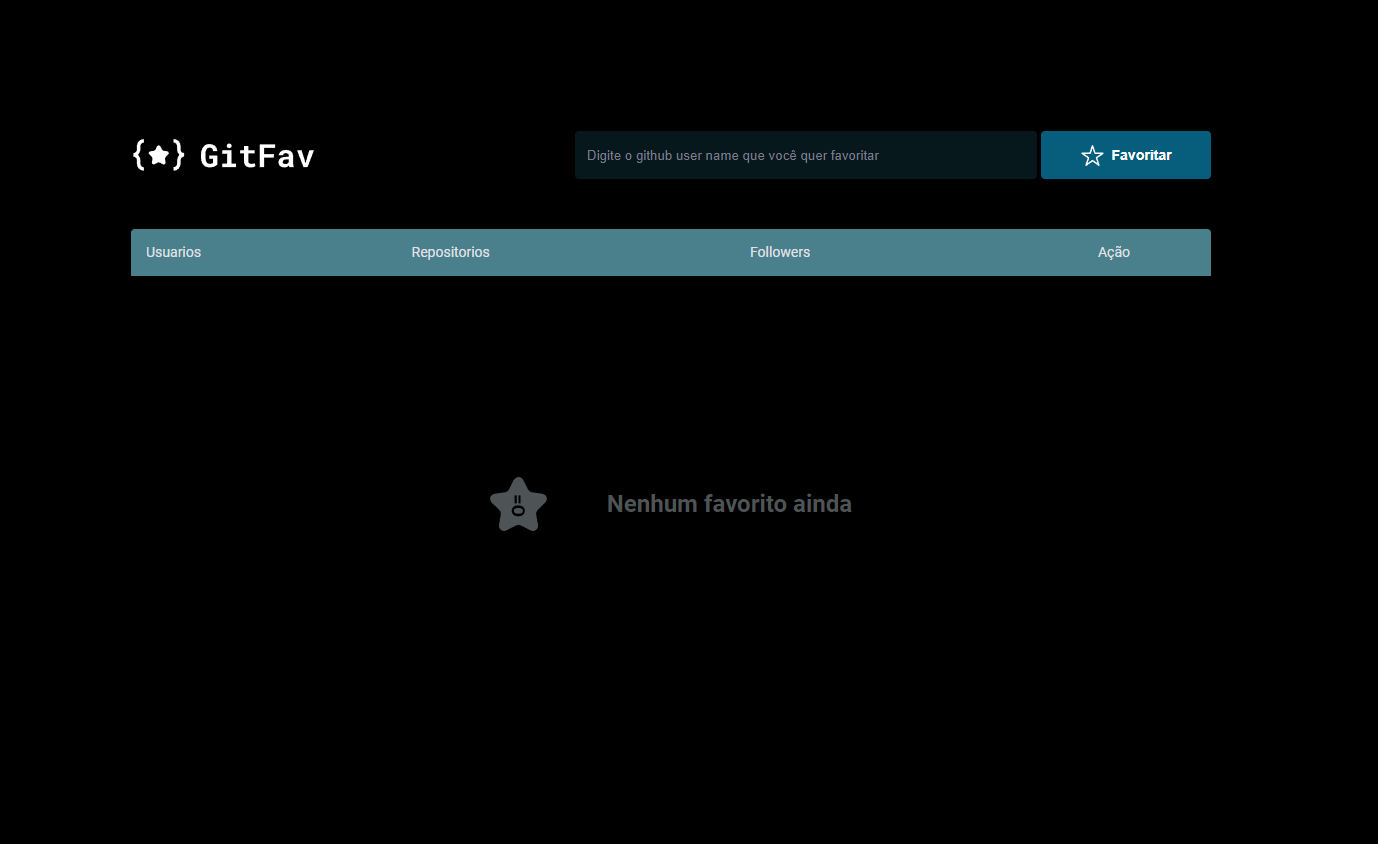 {★} GitFav
Digite o github user name que você quer favoritar
Favoritar
Usuarios Repositorios Followers Ação
Nenhum favorito ainda